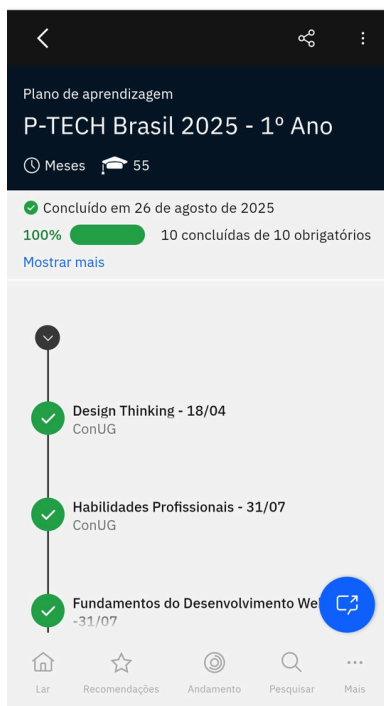 Plano de aprendizagem
P-TECH Brasil 2025 - 1º Ano
Meses 55
Concluído em 26 de agosto de 2025
100% 10 concluídas de 10 obrigatórios
Mostrar mais
Design Thinking - 18/04
ConUG
Habilidades Profissionais - 31/07
ConUG
Fundamentos do Desenvolvimento We
-31/07
Lar Recomendações Andamento Pesquisar Mais